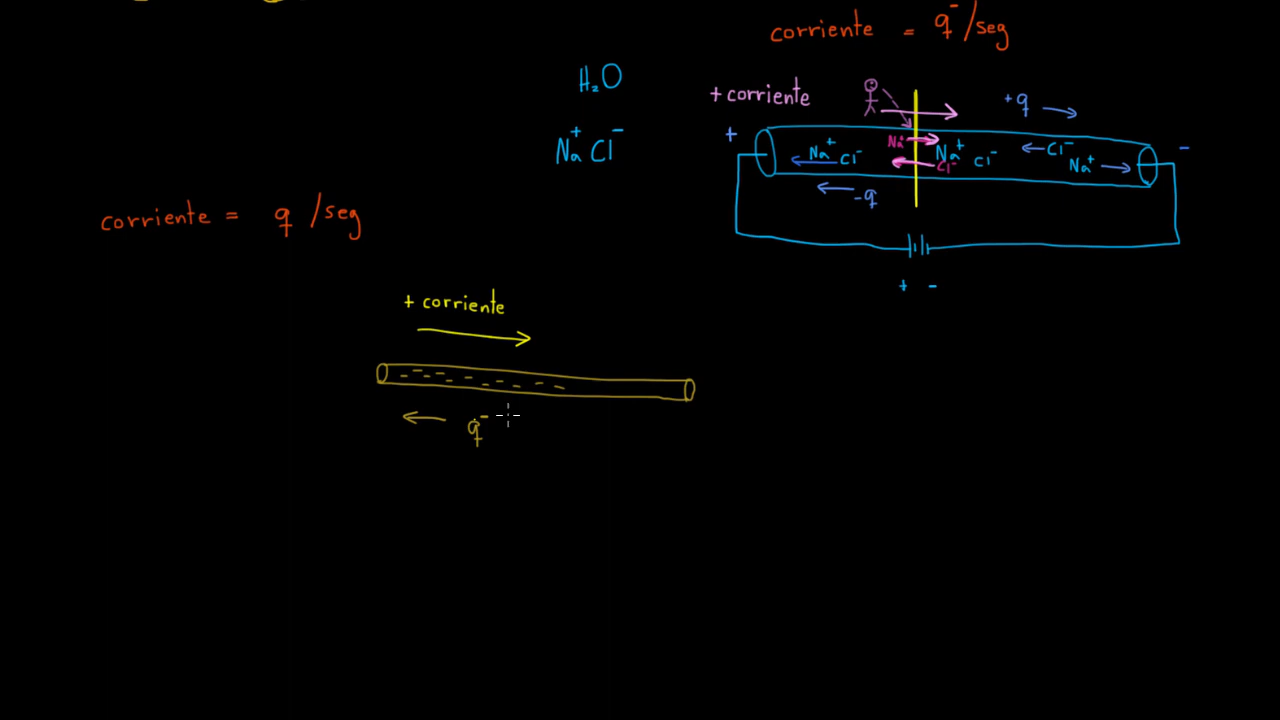 corriente = q⁻/seg
H₂O
+ corriente
+q
Na⁺ Cl⁻
+
Na⁺ Cl⁻
Na⁺
Cl⁻
Na⁺ Cl⁻
Cl⁻
Na⁺
-
-q
corriente = q /seg
+ -
+ corriente
q⁻